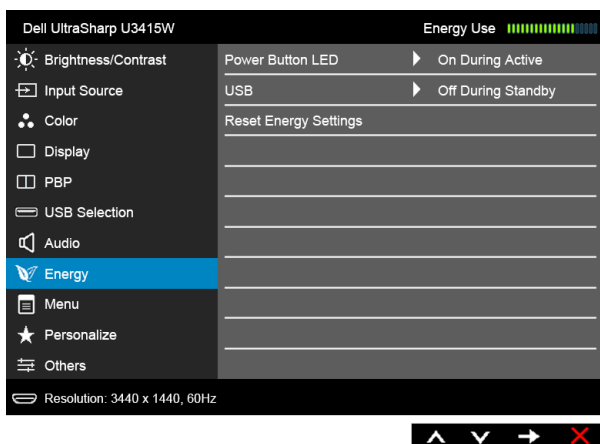 Dell UltraSharp U3415W Energy Use
Brightness/Contrast Power Button LED On During Active
Input Source USB Off During Standby
Color Reset Energy Settings
Display
PBP
USB Selection
Audio
Energy
Menu
Personalize
Others
Resolution: 3440 x 1440, 60Hz